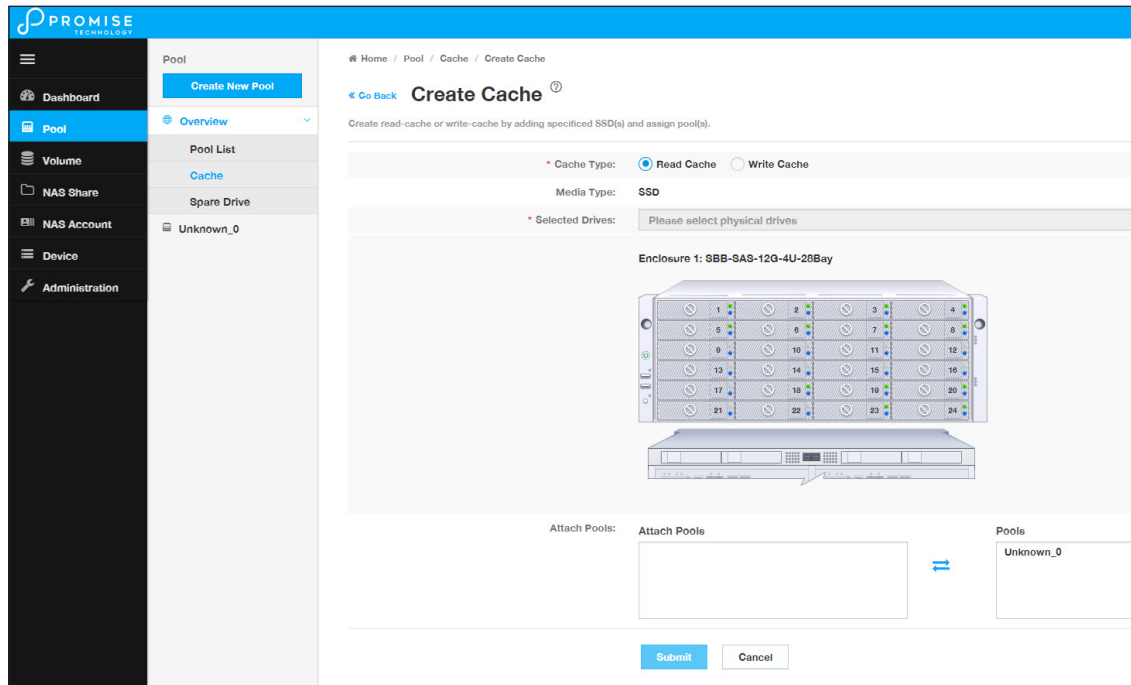 PROMISE
TECHNOLOGY
Dashboard
Pool
Volume
NAS Share
NAS Account
Device
Administration
Pool
Create New Pool
Overview
Pool List
Cache
Spare Drive
Unknown_0
Home / Pool / Cache / Create Cache
« Go Back Create Cache ?
Create read-cache or write-cache by adding specificed SSD(s) and assign pool(s).
* Cache Type: Read Cache Write Cache
Media Type: SSD
* Selected Drives: Please select physical drives
Enclosure 1: SBB-SAS-12G-4U-28Bay
1 2 3 4
5 6 7 8
9 10 11 12
13 14 15 16
17 18 19 20
21 22 23 24
Attach Pools: Attach Pools Pools
Unknown_0
Submit Cancel